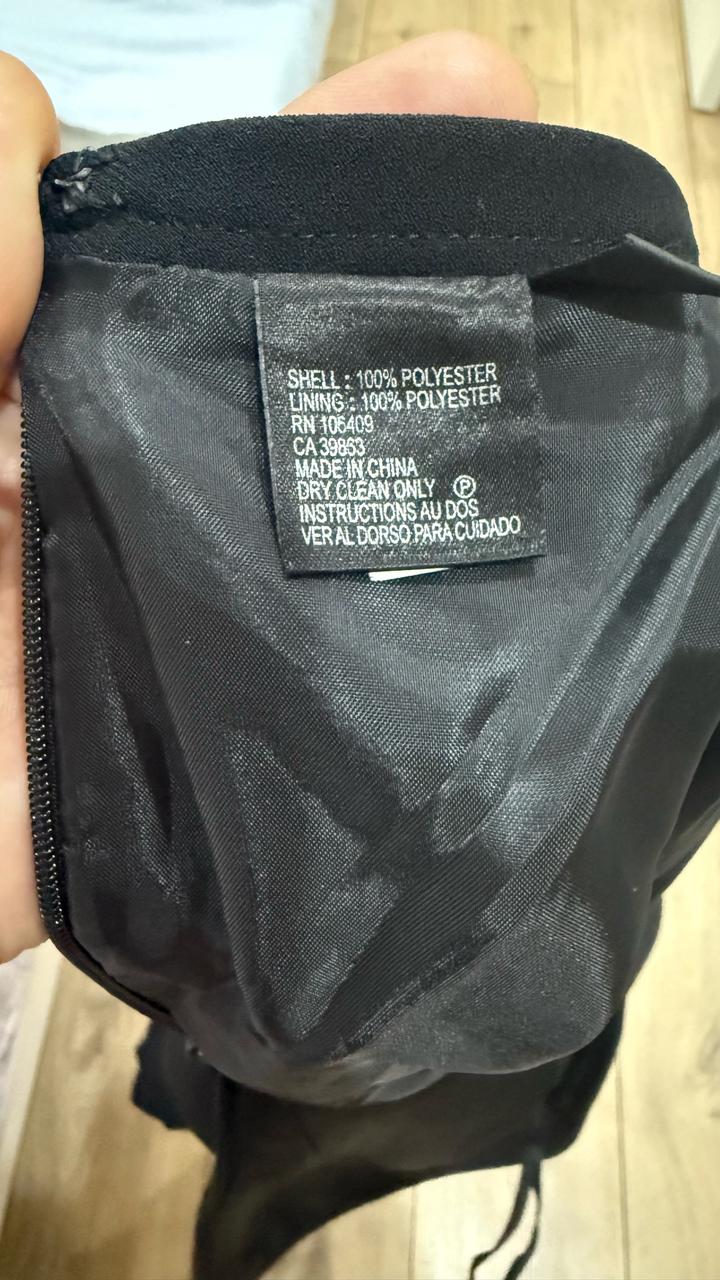 SHELL : 100% POLYESTER
LINING : 100% POLYESTER
RN 106409
CA 39853
MADE IN CHINA
DRY CLEAN ONLY Ⓟ
INSTRUCTIONS AU DOS
VER AL DORSO PARA CUIDADO